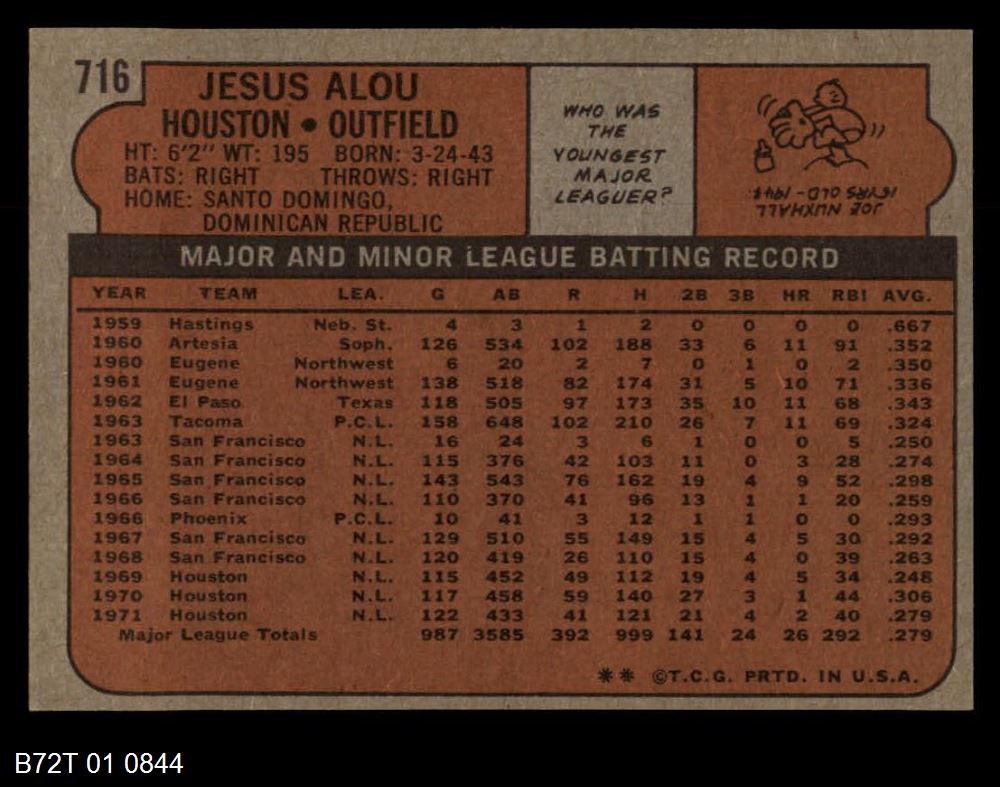 716
JESUS ALOU
HOUSTON • OUTFIELD
HT: 6'2" WT: 195 BORN: 3-24-43
BATS: RIGHT THROWS: RIGHT
HOME: SANTO DOMINGO,
DOMINICAN REPUBLIC
WHO WAS
THE
YOUNGEST
MAJOR
LEAGUER?
JOE NUXHALL
15 YRS OLD - 1944
MAJOR AND MINOR LEAGUE BATTING RECORD
YEAR TEAM LEA. G AB R H 2B 3B HR RBI AVG.
1959 Hastings Neb. St. 4 3 1 2 0 0 0 0 .667
1960 Artesia Soph. 126 534 102 188 33 6 11 91 .352
1960 Eugene Northwest 6 20 2 7 0 1 0 2 .350
1961 Eugene Northwest 138 518 82 174 31 5 10 71 .336
1962 El Paso Texas 118 505 97 173 35 10 11 68 .343
1963 Tacoma P.C.L. 158 648 102 210 26 7 11 69 .324
1963 San Francisco N.L. 16 24 3 6 1 0 0 5 .250
1964 San Francisco N.L. 115 376 42 103 11 0 3 28 .274
1965 San Francisco N.L. 143 543 76 162 19 4 9 52 .298
1966 San Francisco N.L. 110 370 41 96 13 1 1 20 .259
1966 Phoenix P.C.L. 10 41 3 12 1 1 0 0 .293
1967 San Francisco N.L. 129 510 55 149 15 4 5 30 .292
1968 San Francisco N.L. 120 419 26 110 15 4 0 39 .263
1969 Houston N.L. 115 452 49 112 19 4 5 34 .248
1970 Houston N.L. 117 458 59 140 27 3 1 44 .306
1971 Houston N.L. 122 433 41 121 21 4 2 40 .279
Major League Totals 987 3585 392 999 141 24 26 292 .279
** ©T.C.G. PRTD. IN U.S.A.
B72T 01 0844